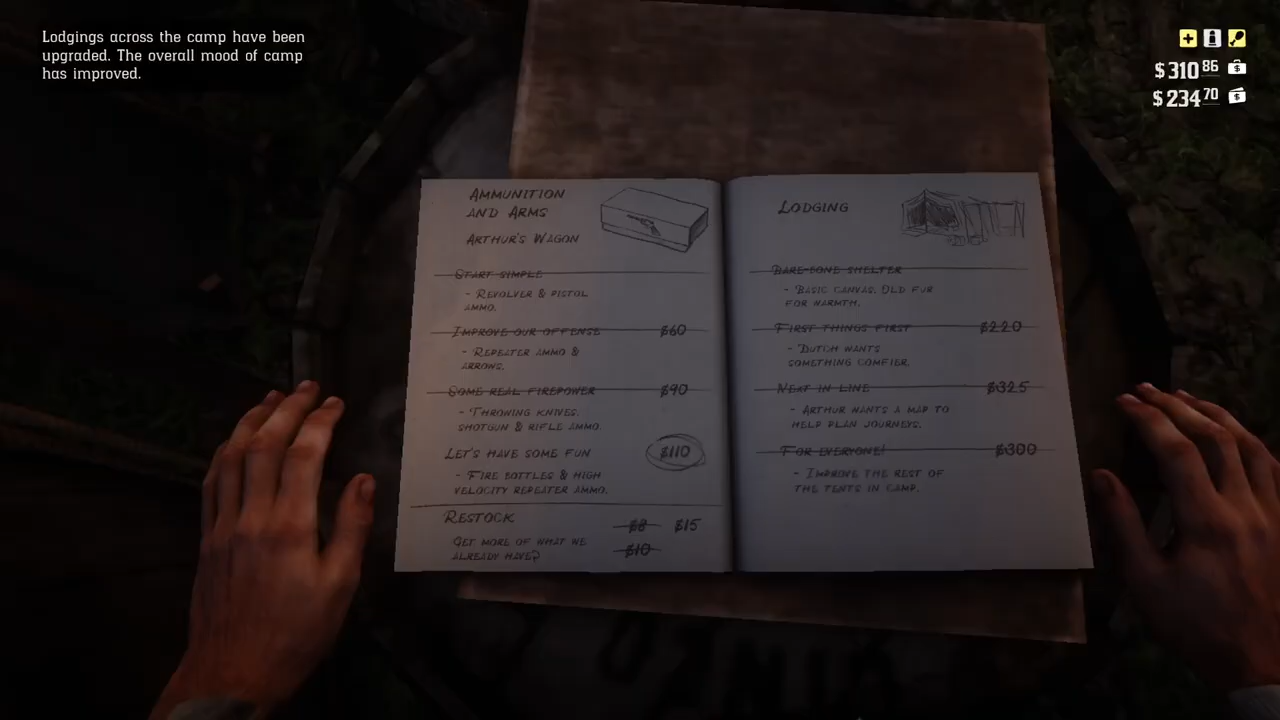 Lodgings across the camp have been
upgraded. The overall mood of camp
has improved.
$310 86
$234 70
AMMUNITION
AND ARMS
ARTHUR'S WAGON
START SIMPLE
- REVOLVER & PISTOL
AMMO.
IMPROVE OUR OFFENSE $60
- REPEATER AMMO &
ARROWS.
SOME REAL FIREPOWER $90
- THROWING KNIVES.
SHOTGUN & RIFLE AMMO.
LET'S HAVE SOME FUN $110
- FIRE BOTTLES & HIGH
VELOCITY REPEATER AMMO.
RESTOCK
$8 $15
GET MORE OF WHAT WE
ALREADY HAVE?
$10
LODGING
BARE-BONE SHELTER
- BASIC CANVAS. OLD FUR
FOR WARMTH.
FIRST THINGS FIRST $220
- DUTCH WANTS
SOMETHING COMFIER.
NEXT IN LINE $325
- ARTHUR WANTS A MAP TO
HELP PLAN JOURNEYS.
FOR EVERYONE! $300
- IMPROVE THE REST OF
THE TENTS IN CAMP.